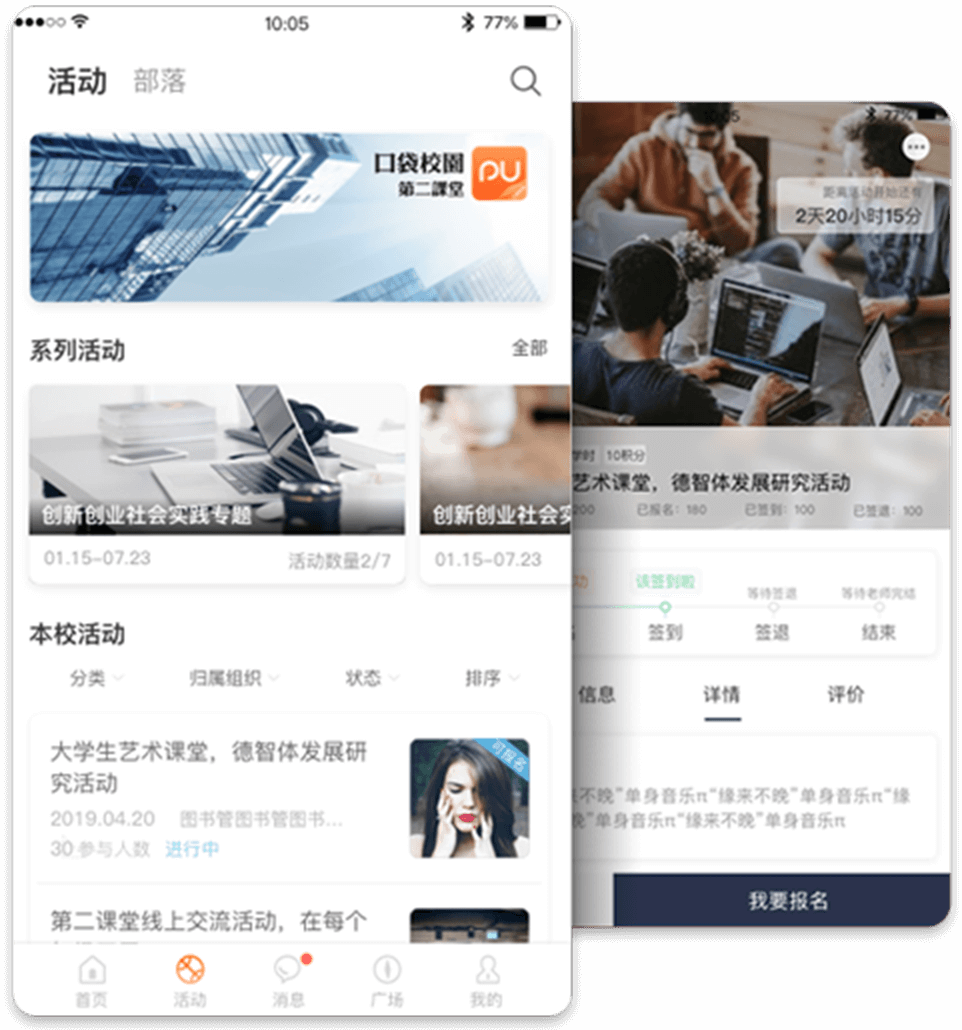 10:05
77%
活动 部落
口袋校園
第二課堂
PU
系列活动 全部
创新创业社会实践专题
01.15-07.23 活动数量2/7
创新创业社会实
01.15-07.23
本校活动
分类 归属组织 状态 排序
大学生艺术课堂，德智体发展研
究活动
2019.04.20 图书管图书管图书...
30参与人数 进行中
可报名
第二课堂线上交流活动，在每个
首页 活动 消息 广场 我的
77%
距离活动开始还有
2天20小时15分
学时 10积分
艺术课堂，德智体发展研究活动
200 已报名：180 已签到：100 已签退：100
功 该签到啦 等待签退 等待老师完结
签到 签退 结束
信息 详情 评价
来不晚”单身音乐π“缘来不晚”单身音乐π“缘
”单身音乐π“缘来不晚”单身音乐π
我要报名